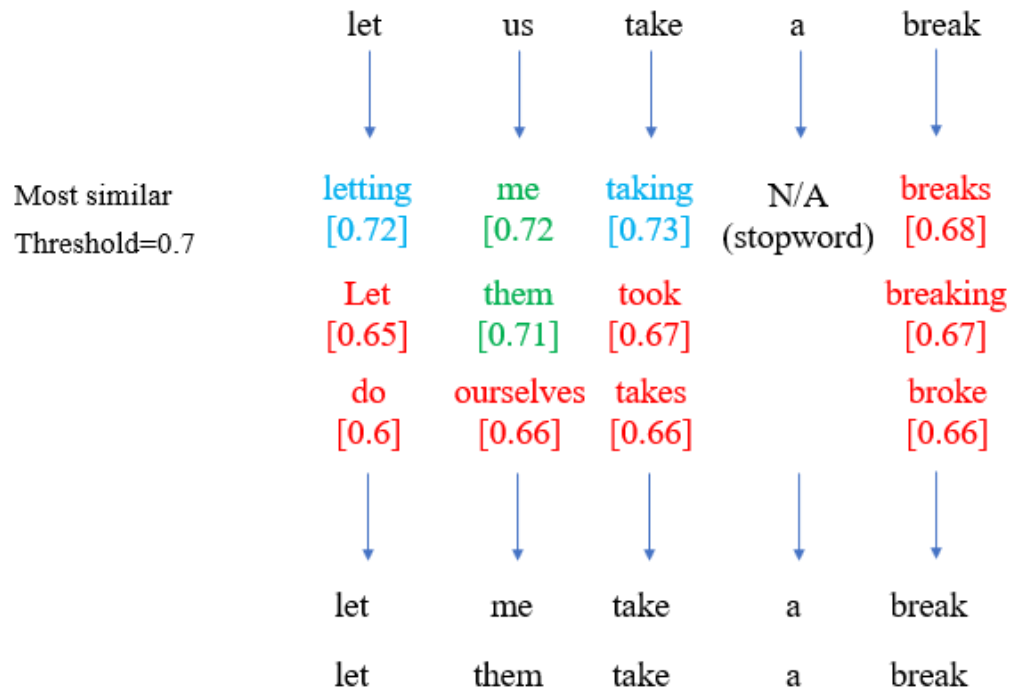 let us take a break
Most similar
Threshold=0.7
letting me taking N/A breaks
[0.72] [0.72 [0.73] (stopword) [0.68]
Let them took breaking
[0.65] [0.71] [0.67] [0.67]
do ourselves takes broke
[0.6] [0.66] [0.66] [0.66]
let me take a break
let them take a break